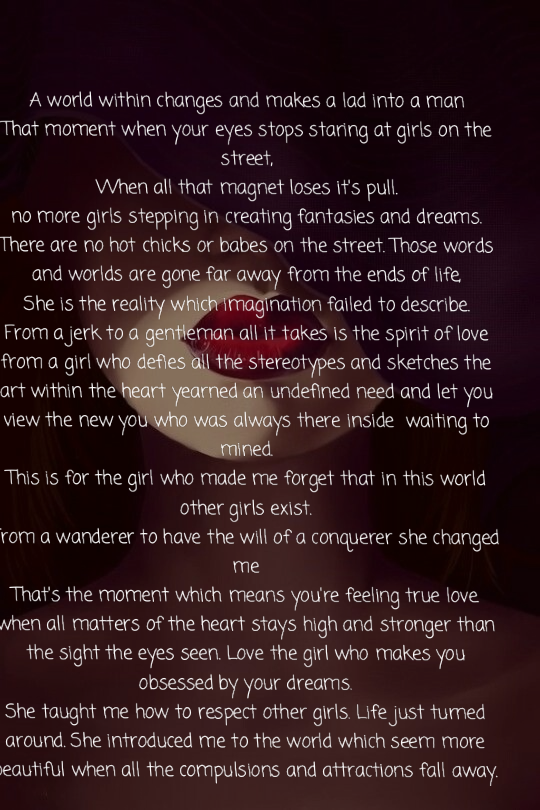 A world within changes and makes a lad into a man
That moment when your eyes stops staring at girls on the
street,
When all that magnet loses it's pull.
no more girls stepping in creating fantasies and dreams.
There are no hot chicks or babes on the street. Those words
and worlds are gone far away from the ends of life,
She is the reality which imagination failed to describe.
From a jerk to a gentleman all it takes is the spirit of love
from a girl who defies all the stereotypes and sketches the
art within the heart yearned an undefined need and let you
view the new you who was always there inside waiting to
mined.
This is for the girl who made me forget that in this world
other girls exist.
From a wanderer to have the will of a conquerer she changed
me
That's the moment which means you're feeling true love
when all matters of the heart stays high and stronger than
the sight the eyes seen. Love the girl who makes you
obsessed by your dreams.
She taught me how to respect other girls. Life just turned
around. She introduced me to the world which seem more
beautiful when all the compulsions and attractions fall away.